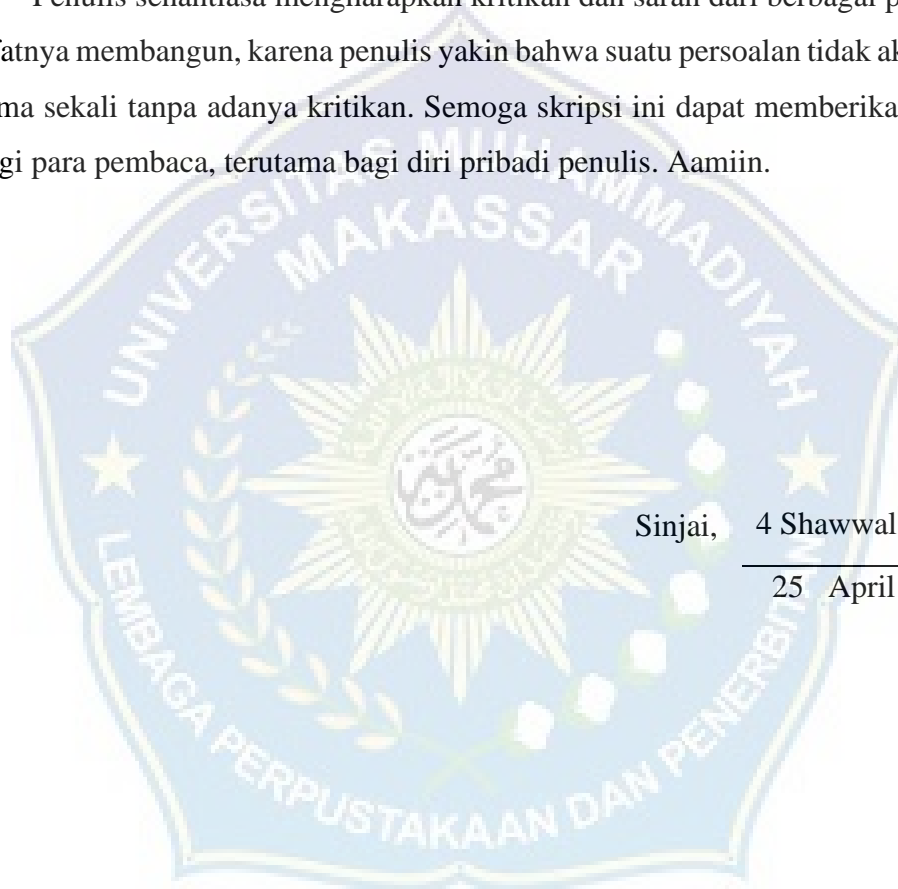 Penulis senantiasa mengharapkan kritikan dan saran dari berbagai p
fatnya membangun, karena penulis yakin bahwa suatu persoalan tidak ak
ma sekali tanpa adanya kritikan. Semoga skripsi ini dapat memberika
gi para pembaca, terutama bagi diri pribadi penulis. Aamiin.
UNIVERSITAS MUHAMMADIYAH
MAKASSAR
Sinjai, 4 Shawwal
25 April
LEMBAGA PERPUSTAKAAN DAN PENERBITAN